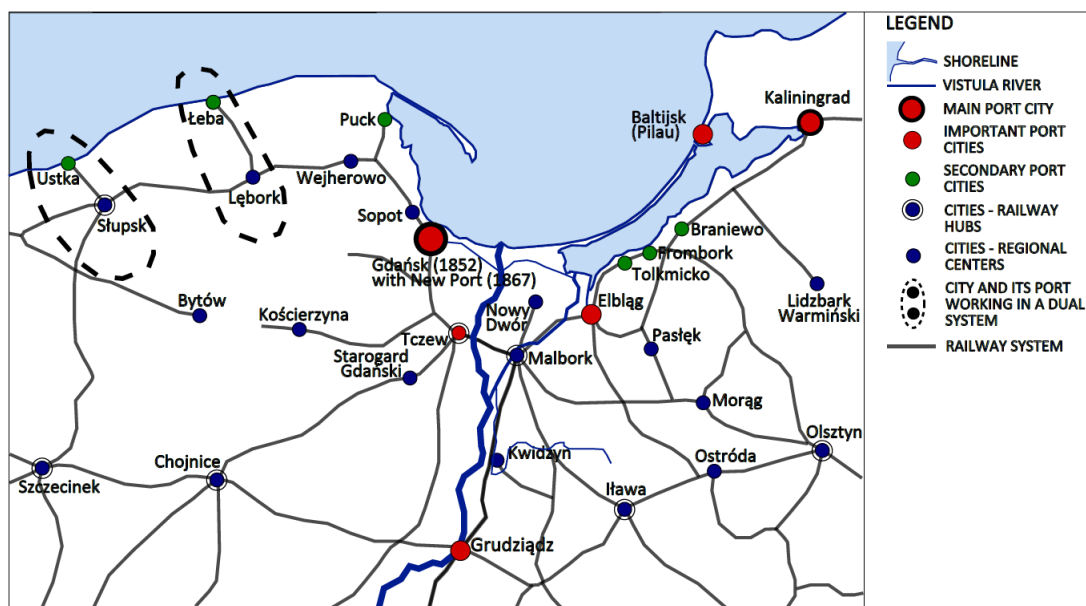 LEGEND
SHORELINE
VISTULA RIVER
MAIN PORT CITY
IMPORTANT PORT
CITIES
SECONDARY PORT
CITIES
CITIES - RAILWAY
HUBS
CITIES - REGIONAL
CENTERS
CITY AND ITS PORT
WORKING IN A DUAL
SYSTEM
RAILWAY SYSTEM
Kaliningrad
Baltijsk
(Pilau)
Łeba
Puck
Ustka
Lębork
Wejherowo
Słupsk
Sopot
Braniewo
Frombork
Tolkmicko
Gdańsk (1852)
with New Port (1867)
Lidzbark
Warmiński
Bytów
Kościerzyna
Nowy
Dwór
Elbląg
Tczew
Pasłęk
Starogard
Gdański
Malbork
Morąg
Olsztyn
Szczecinek
Chojnice
Kwidzyn
Ostróda
Iława
Grudziądz